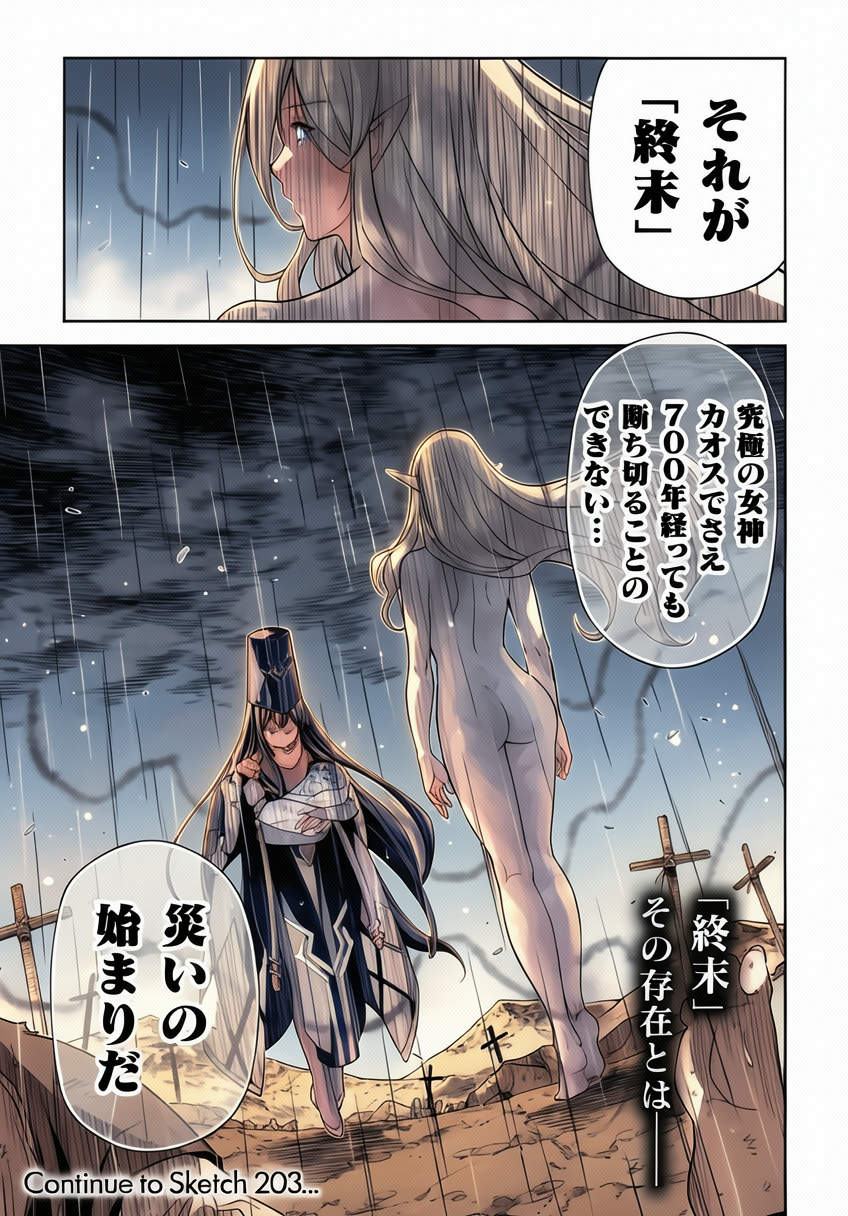 それが
「終末」
究極の女神
カオスでさえ
700年経っても
断ち切ることの
できない…
災いの
始まりだ
「終末」
その存在とは――
Continue to Sketch 203...